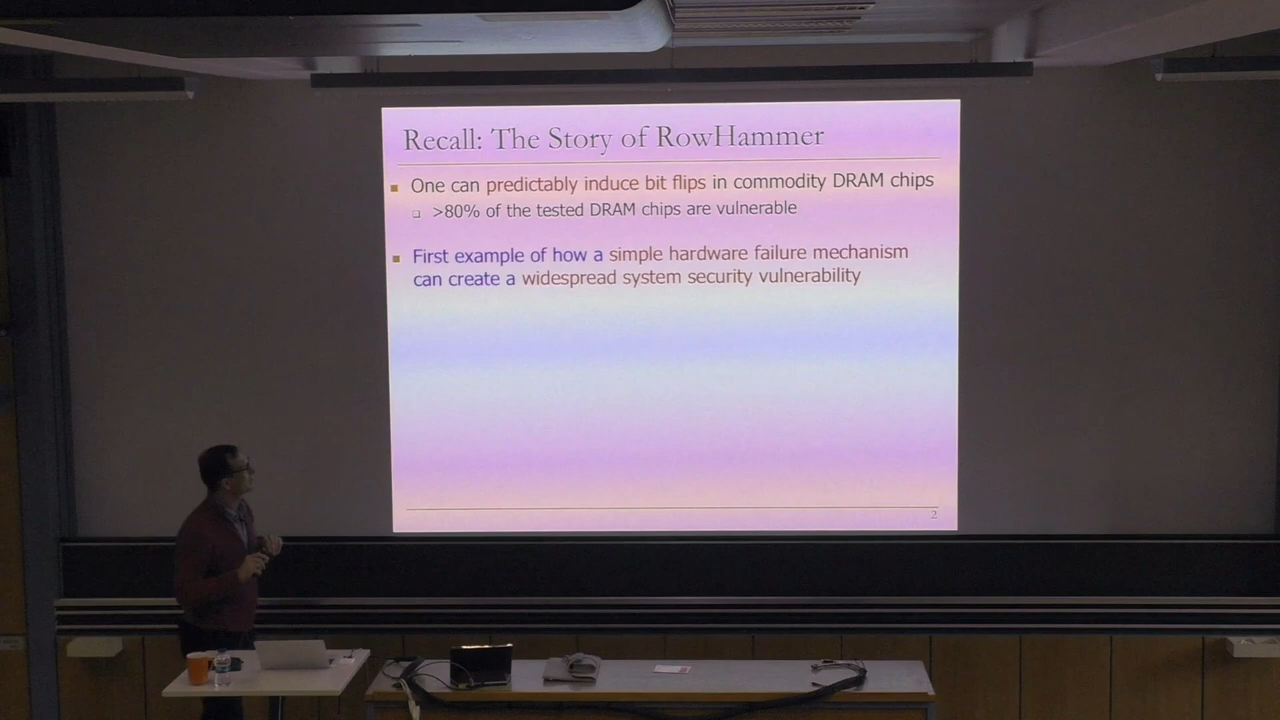 Recall: The Story of RowHammer
One can predictably induce bit flips in commodity DRAM chips
>80% of the tested DRAM chips are vulnerable
First example of how a simple hardware failure mechanism
can create a widespread system security vulnerability
2